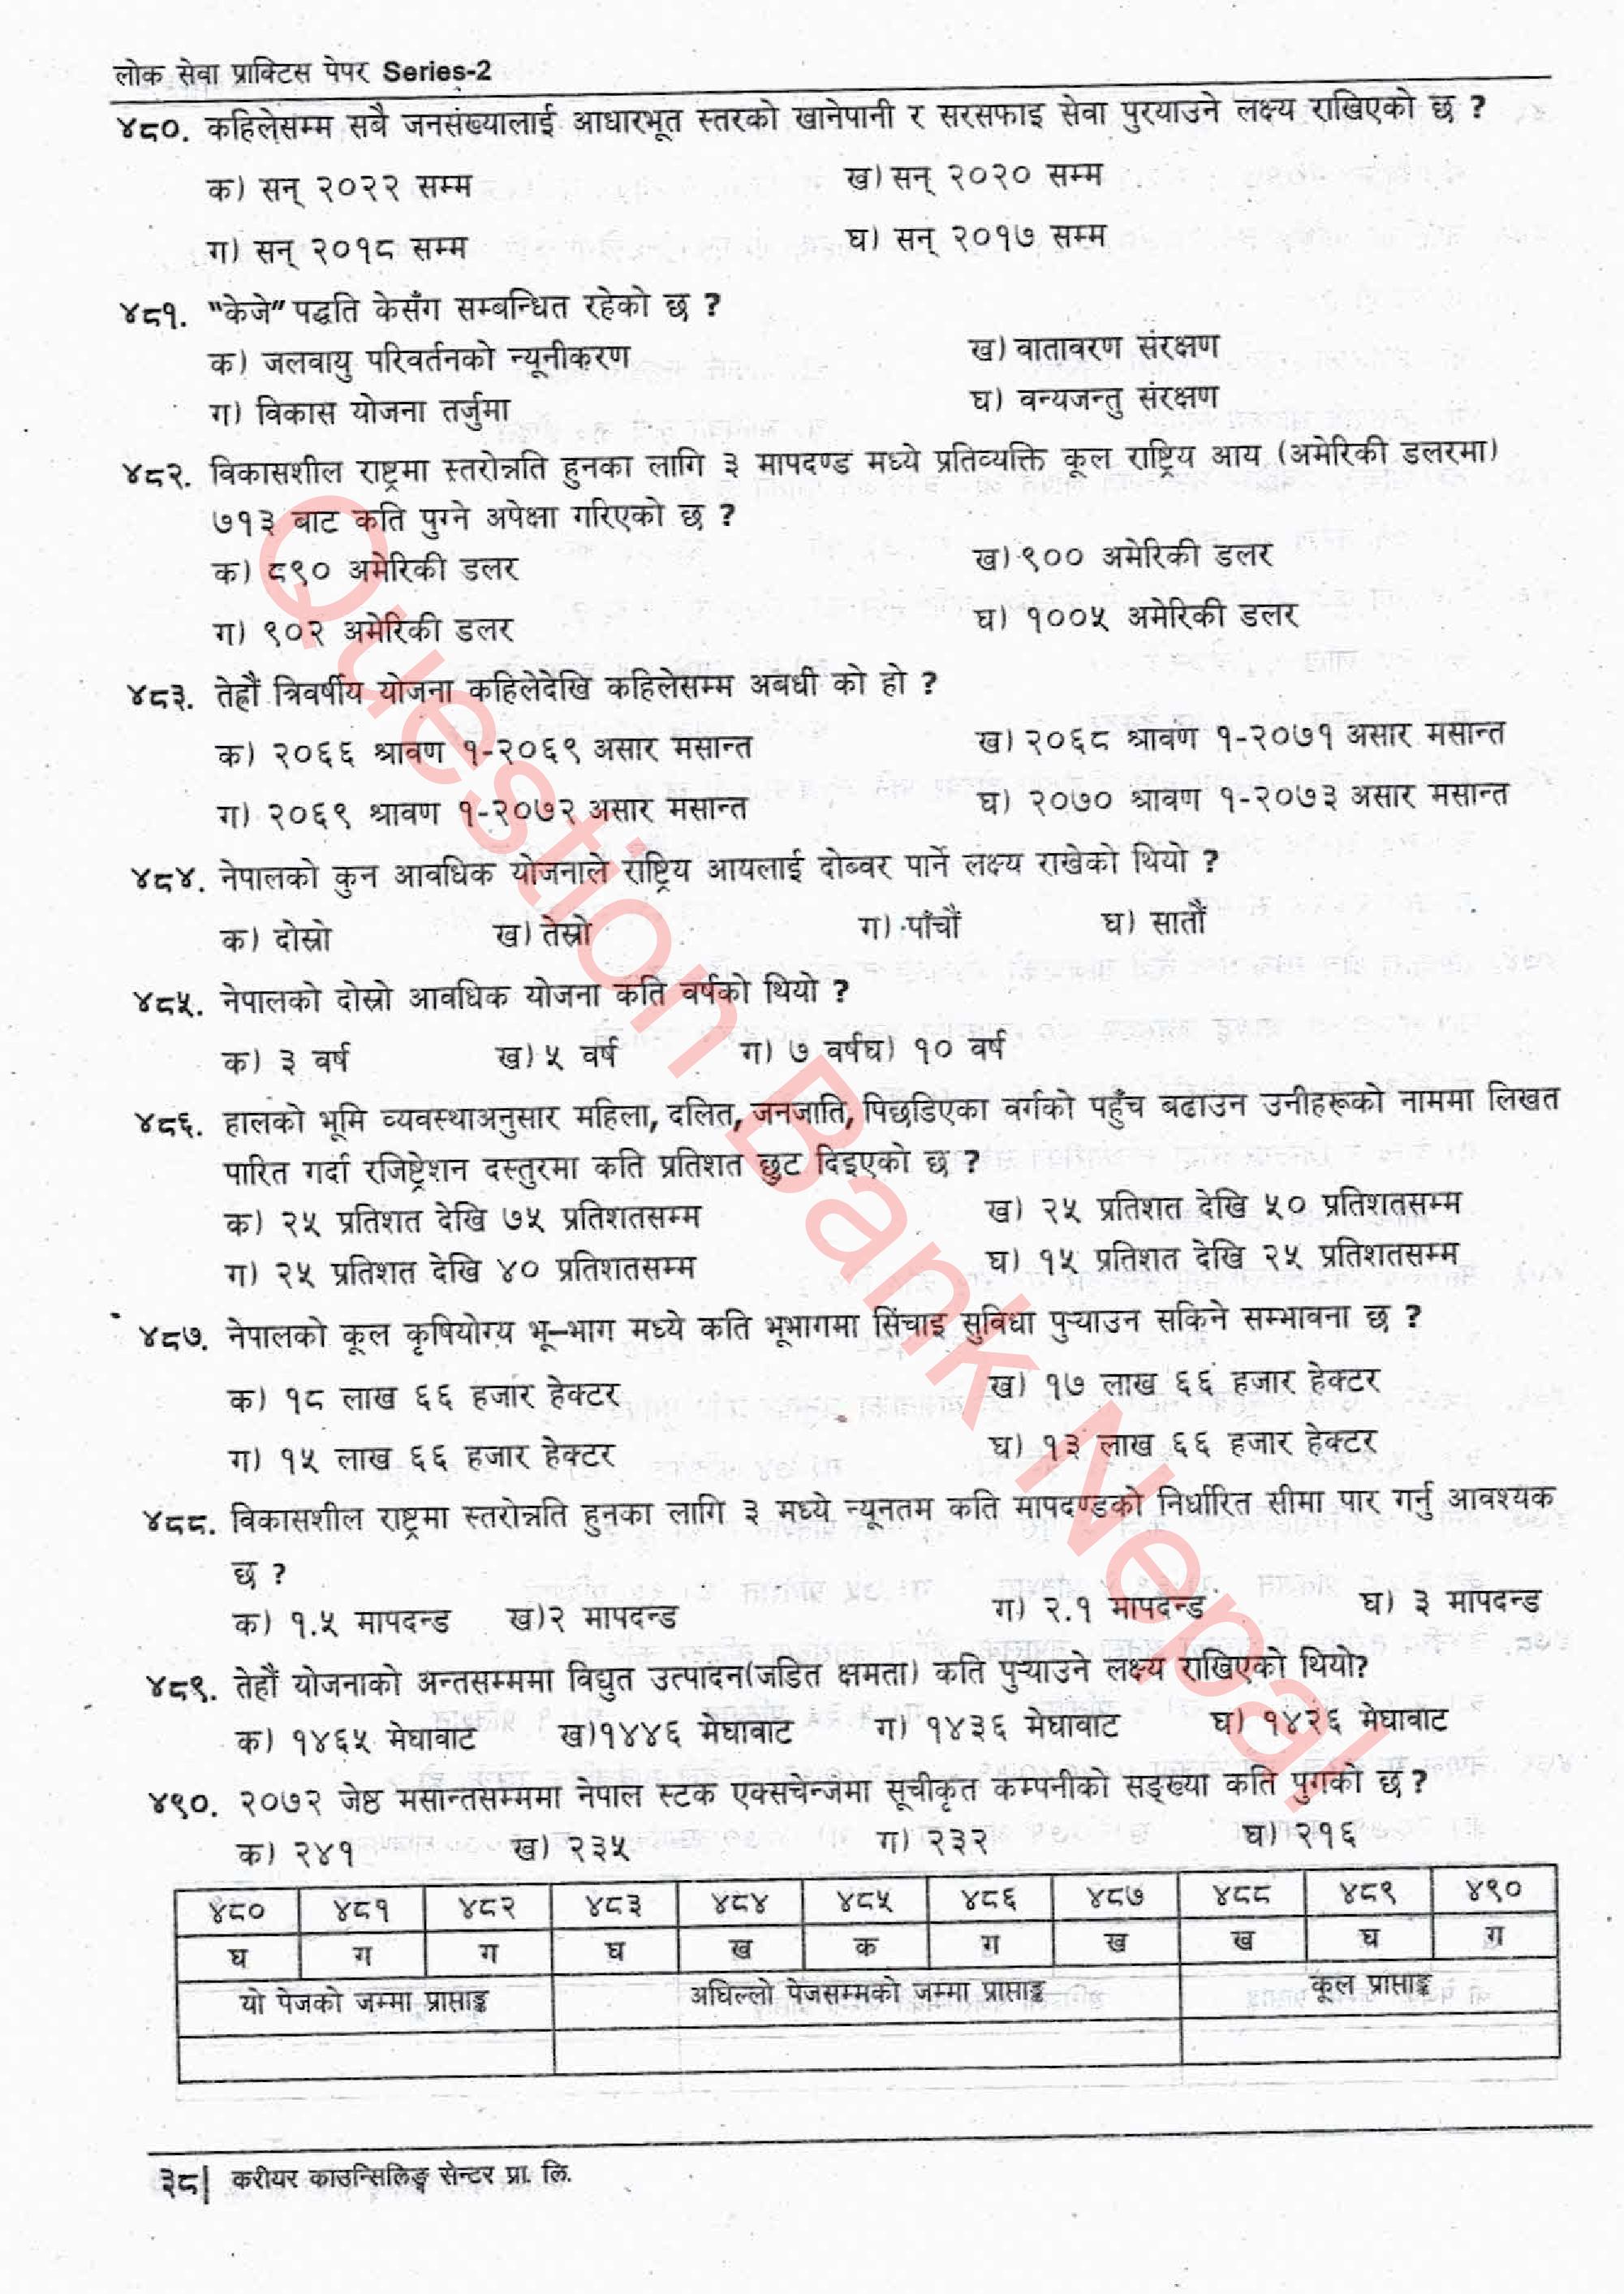 लोक सेवा प्राक्टिस पेपर Series-2
४८०. कहिलेसम्म सबै जनसंख्यालाई आधारभूत स्तरको खानेपानी र सरसफाइ सेवा पुरयाउने लक्ष्य राखिएको छ ?
क) सन् २०२२ सम्म ख) सन् २०२० सम्म
ग) सन् २०१८ सम्म घ) सन् २०१७ सम्म
४८१. "केजे" पद्धति केसँग सम्बन्धित रहेको छ ?
क) जलवायु परिवर्तनको न्यूनीकरण ख) वातावरण संरक्षण
ग) विकास योजना तर्जुमा घ) वन्यजन्तु संरक्षण
४८२. विकासशील राष्ट्रमा स्तरोन्नति हुनका लागि ३ मापदण्ड मध्ये प्रतिव्यक्ति कूल राष्ट्रिय आय (अमेरिकी डलरमा)
७१३ बाट कति पुग्ने अपेक्षा गरिएको छ ?
क) ८९० अमेरिकी डलर ख) ९०० अमेरिकी डलर
ग) ९०२ अमेरिकी डलर घ) १००५ अमेरिकी डलर
४८३. तेह्रौं त्रिवर्षीय योजना कहिलेदेखि कहिलेसम्म अबधी को हो ?
क) २०६६ श्रावण १-२०६९ असार मसान्त ख) २०६८ श्रावण १-२०७१ असार मसान्त
ग) २०६९ श्रावण १-२०७२ असार मसान्त घ) २०७० श्रावण १-२०७३ असार मसान्त
४८४. नेपालको कुन आवधिक योजनाले राष्ट्रिय आयलाई दोब्वर पार्ने लक्ष्य राखेको थियो ?
क) दोस्रो ख) तेस्रो ग) पाँचौं घ) सातौं
४८५. नेपालको दोस्रो आवधिक योजना कति वर्षको थियो ?
क) ३ वर्ष ख) ५ वर्ष ग) ७ वर्षघ) १० वर्ष
४८६. हालको भूमि व्यवस्थाअनुसार महिला, दलित, जनजाति, पिछडिएका वर्गको पहुँच बढाउन उनीहरूको नाममा लिखत
पारित गर्दा रजिष्ट्रेशन दस्तुरमा कति प्रतिशत छुट दिइएको छ ?
क) २५ प्रतिशत देखि ७५ प्रतिशतसम्म ख) २५ प्रतिशत देखि ५० प्रतिशतसम्म
ग) २५ प्रतिशत देखि ४० प्रतिशतसम्म घ) १५ प्रतिशत देखि २५ प्रतिशतसम्म
४८७. नेपालको कूल कृषियोग्य भू–भाग मध्ये कति भूभागमा सिंचाइ सुविधा पुऱ्याउन सकिने सम्भावना छ ?
क) १८ लाख ६६ हजार हेक्टर ख) १७ लाख ६६ हजार हेक्टर
ग) १५ लाख ६६ हजार हेक्टर घ) १३ लाख ६६ हजार हेक्टर
४८८. विकासशील राष्ट्रमा स्तरोन्नति हुनका लागि ३ मध्ये न्यूनतम कति मापदण्डको निर्धारित सीमा पार गर्नु आवश्यक
छ ?
क) १.५ मापदन्ड ख)२ मापदन्ड ग) २.१ मापदन्ड घ) ३ मापदन्ड
४८९. तेहौं योजनाको अन्तसम्ममा विद्युत उत्पादन(जडित क्षमता) कति पुऱ्याउने लक्ष्य राखिएको थियो?
क) १४६५ मेघावाट ख)१४४६ मेघावाट ग) १४३६ मेघावाट घ) १४२६ मेघावाट
४९०. २०७२ जेष्ठ मसान्तसम्ममा नेपाल स्टक एक्सचेन्जमा सूचीकृत कम्पनीको सङ्ख्या कति पुगको छ ?
क) २४१ ख) २३५ ग) २३२ घ) २१६
४८० ४८१ ४८२ ४८३ ४८४ ४८५ ४८६ ४८७ ४८८ ४८९ ४९०
घ ग ग घ ख क ग ख ख घ ग
यो पेजको जम्मा प्राप्ताङ्क अघिल्लो पेजसम्मको जम्मा प्राप्ताङ्क कूल प्राप्ताङ्क
३८| करीयर काउन्सिलिङ्ग सेन्टर प्रा. लि.
Question Bank Nepal